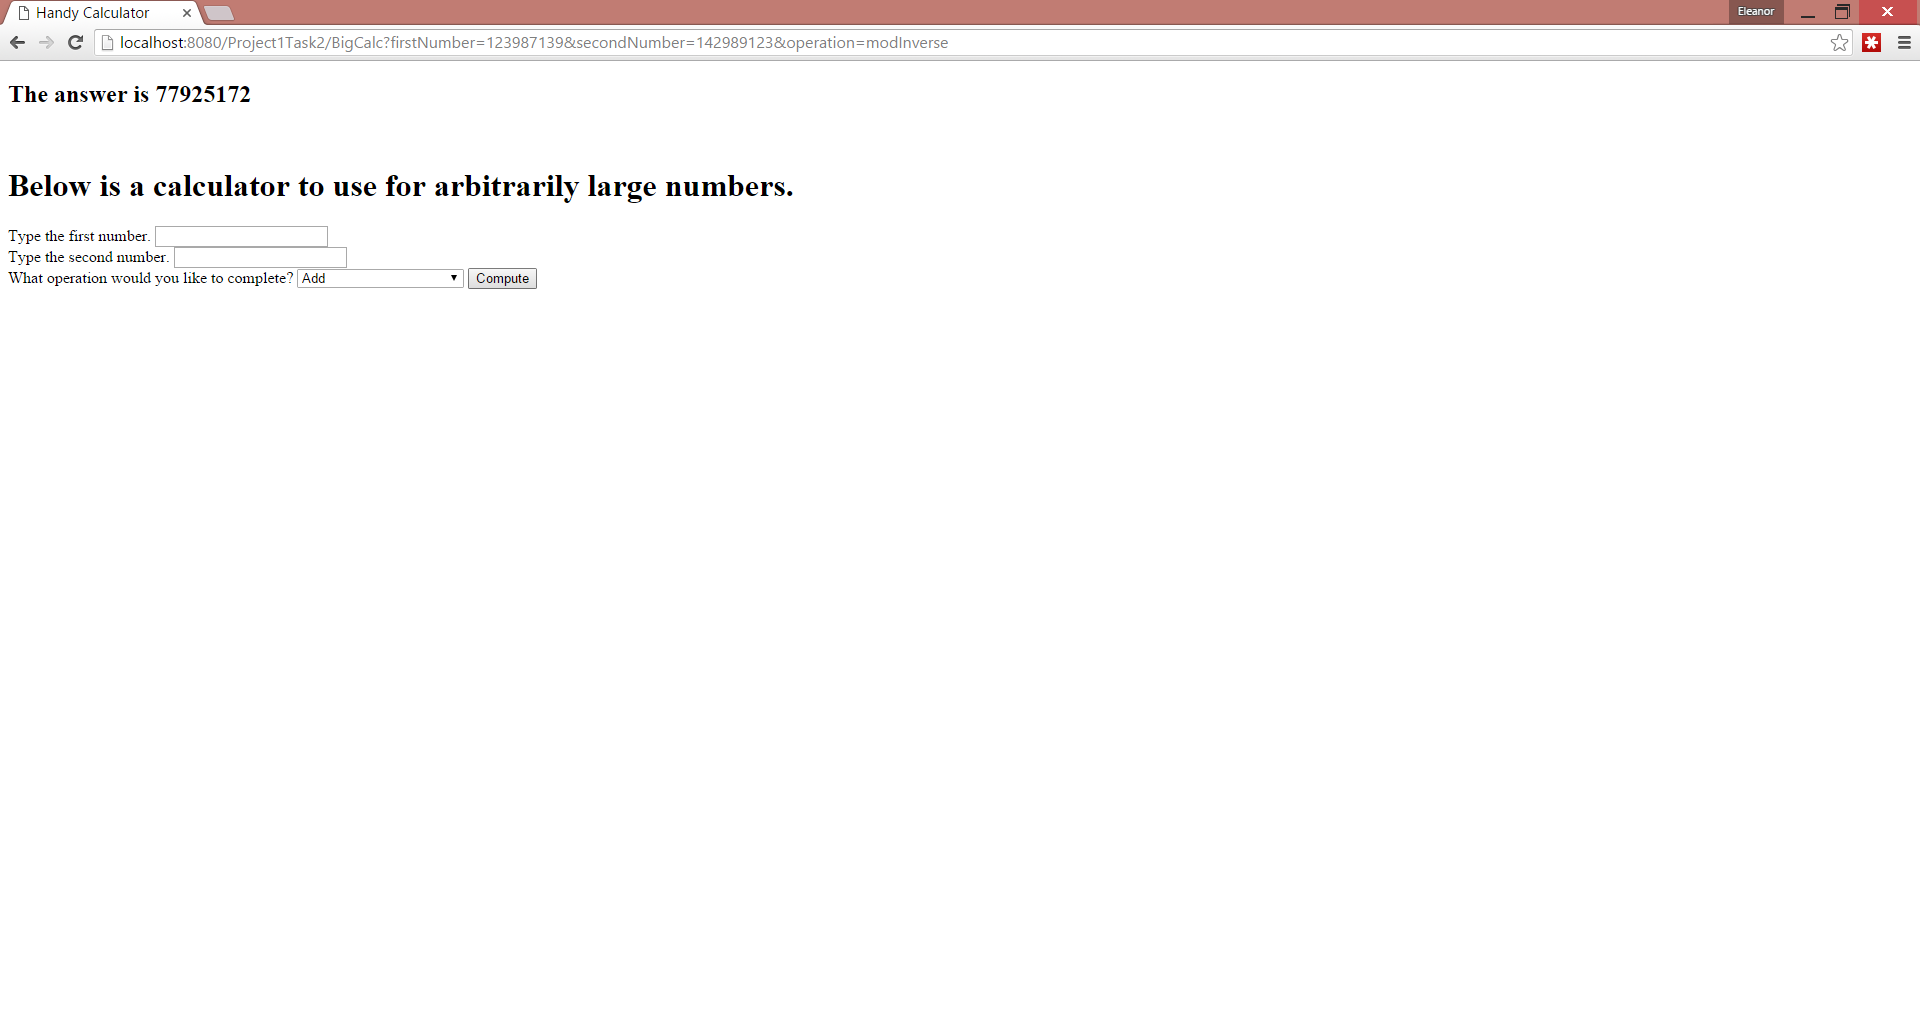 Handy Calculator
Eleanor
localhost:8080/Project1Task2/BigCalc?firstNumber=123987139&secondNumber=142989123&operation=modInverse
The answer is 77925172
Below is a calculator to use for arbitrarily large numbers.
Type the first number.
Type the second number.
What operation would you like to complete? Add Compute